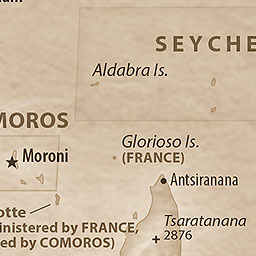 SEYCHE
Aldabra Is.
MOROS
Glorioso Is.
(FRANCE)
Moroni
Antsiranana
otte
inistered by FRANCE,
ed by COMOROS)
Tsaratanana
2876